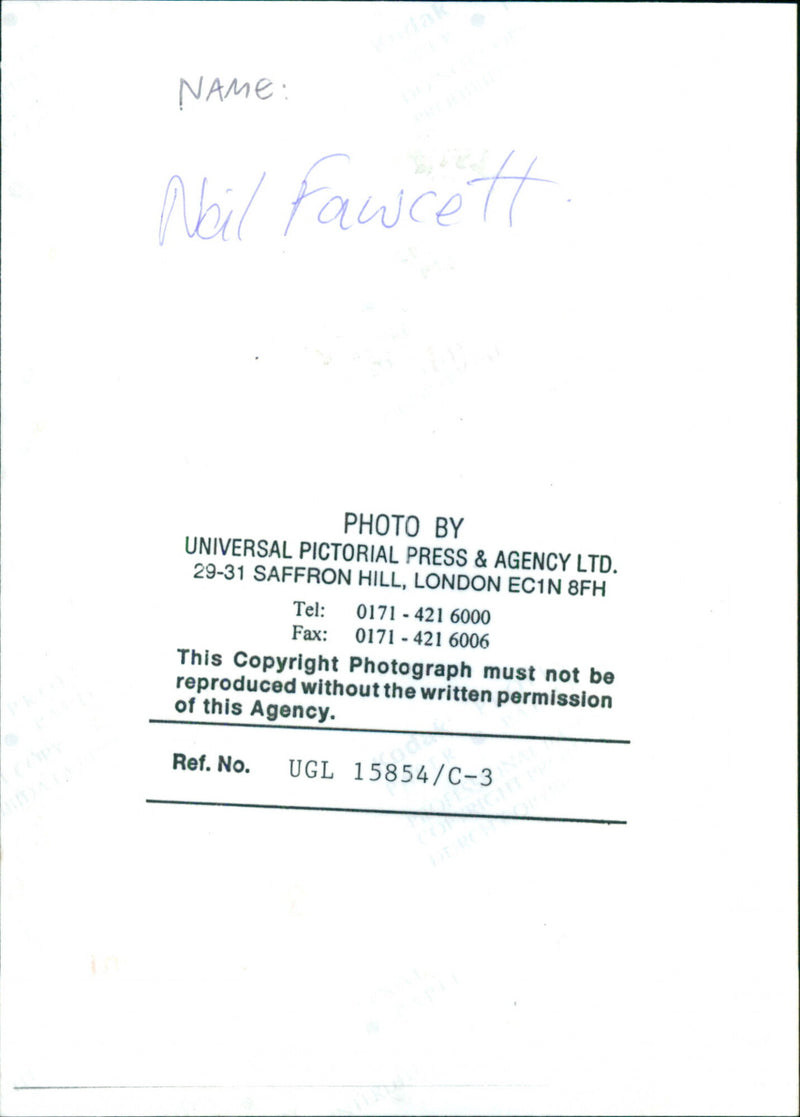 NAME:
Neil Fawcett.
PHOTO BY
UNIVERSAL PICTORIAL PRESS & AGENCY LTD.
29-31 SAFFRON HILL, LONDON EC1N 8FH
Tel: 0171 - 421 6000
Fax: 0171 - 421 6006
This Copyright Photograph must not be
reproduced without the written permission
of this Agency.
Ref. No. UGL 15854/C-3
Kodak